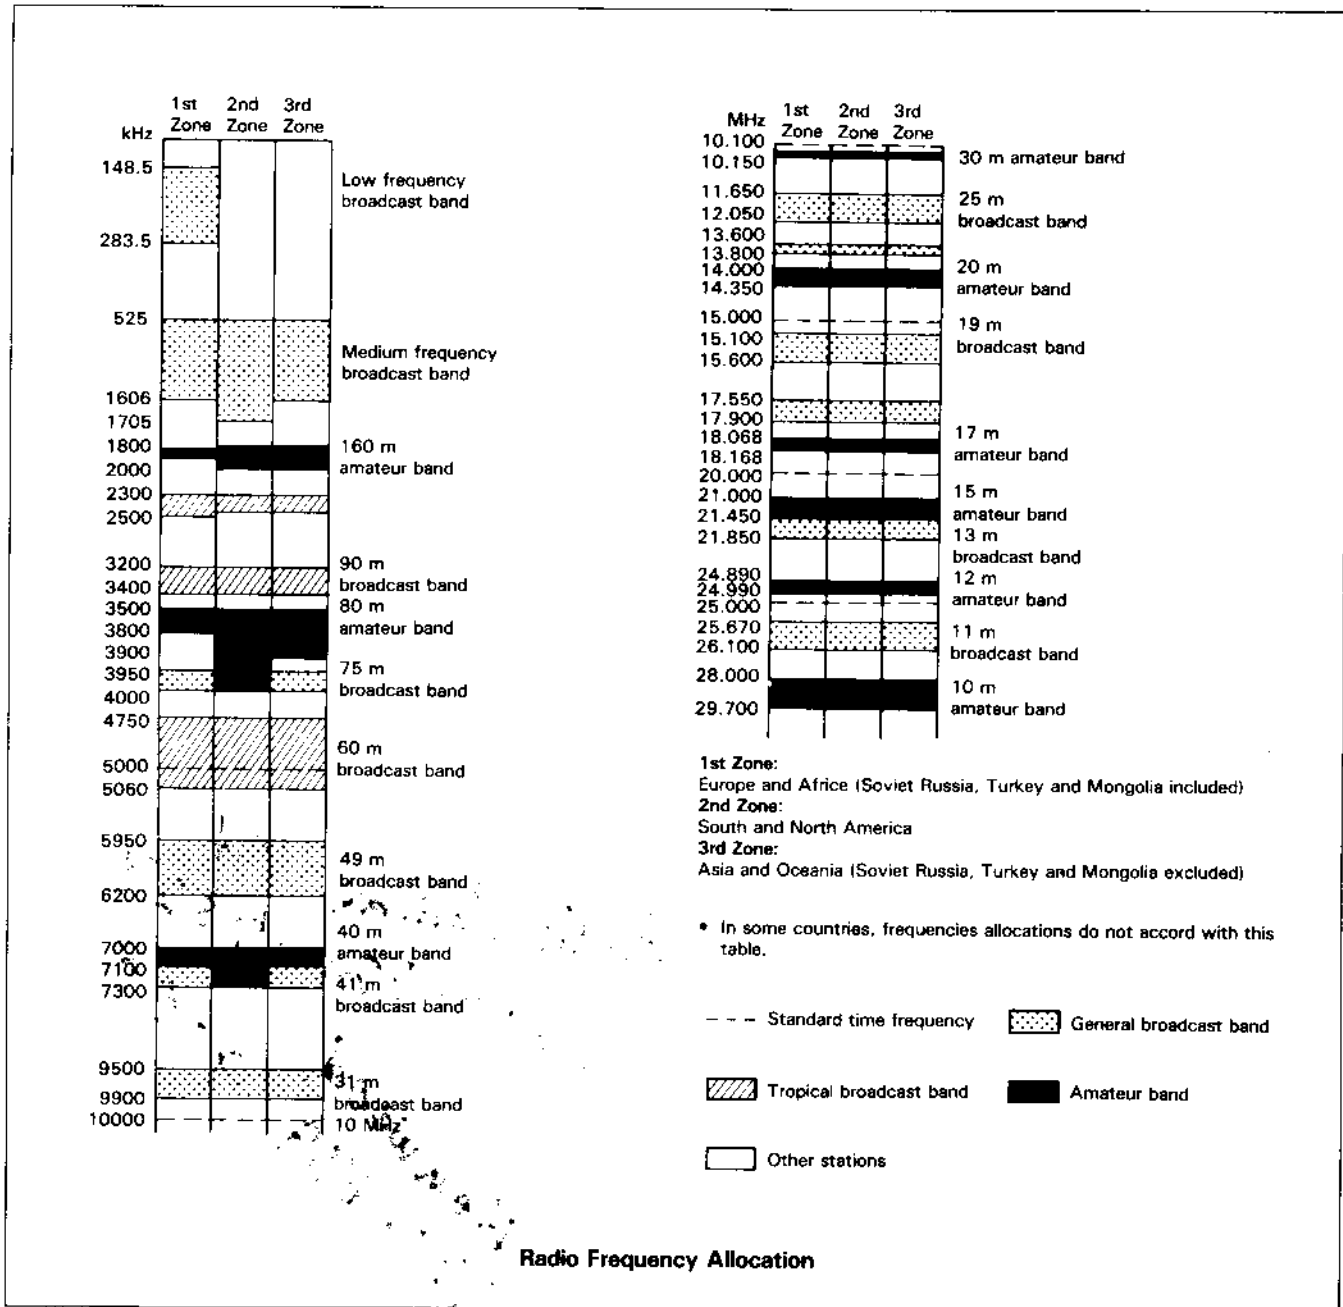 1st 2nd 3rd
kHz Zone Zone Zone
148.5
Low frequency
broadcast band
283.5
525
Medium frequency
broadcast band
1606
1705
1800 160 m
2000 amateur band
2300
2500
3200 90 m
3400 broadcast band
3500 80 m
3800 amateur band
3900
3950 75 m
4000 broadcast band
4750
60 m
5000 broadcast band
5060
5950
49 m
broadcast band
6200
40 m
7000 amateur band
7100
7300 41 m
broadcast band
9500
31 m
9900 broadcast band
10000 10 MHz
1st 2nd 3rd
MHz Zone Zone Zone
10.100
10.150 30 m amateur band
11.650 25 m
12.050 broadcast band
13.600
13.800
14.000 20 m
14.350 amateur band
15.000 19 m
15.100 broadcast band
15.600
17.550
17.900
18.068 17 m
18.168 amateur band
20.000
21.000 15 m
21.450 amateur band
21.850 13 m
broadcast band
24.890 12 m
24.990 amateur band
25.000
25.670 11 m
26.100 broadcast band
28.000 10 m
29.700 amateur band
1st Zone:
Europe and Africe (Soviet Russia, Turkey and Mongolia included)
2nd Zone:
South and North America
3rd Zone:
Asia and Oceania (Soviet Russia, Turkey and Mongolia excluded)
• In some countries, frequencies allocations do not accord with this
table.
Standard time frequency General broadcast band
Tropical broadcast band Amateur band
Other stations
Radio Frequency Allocation